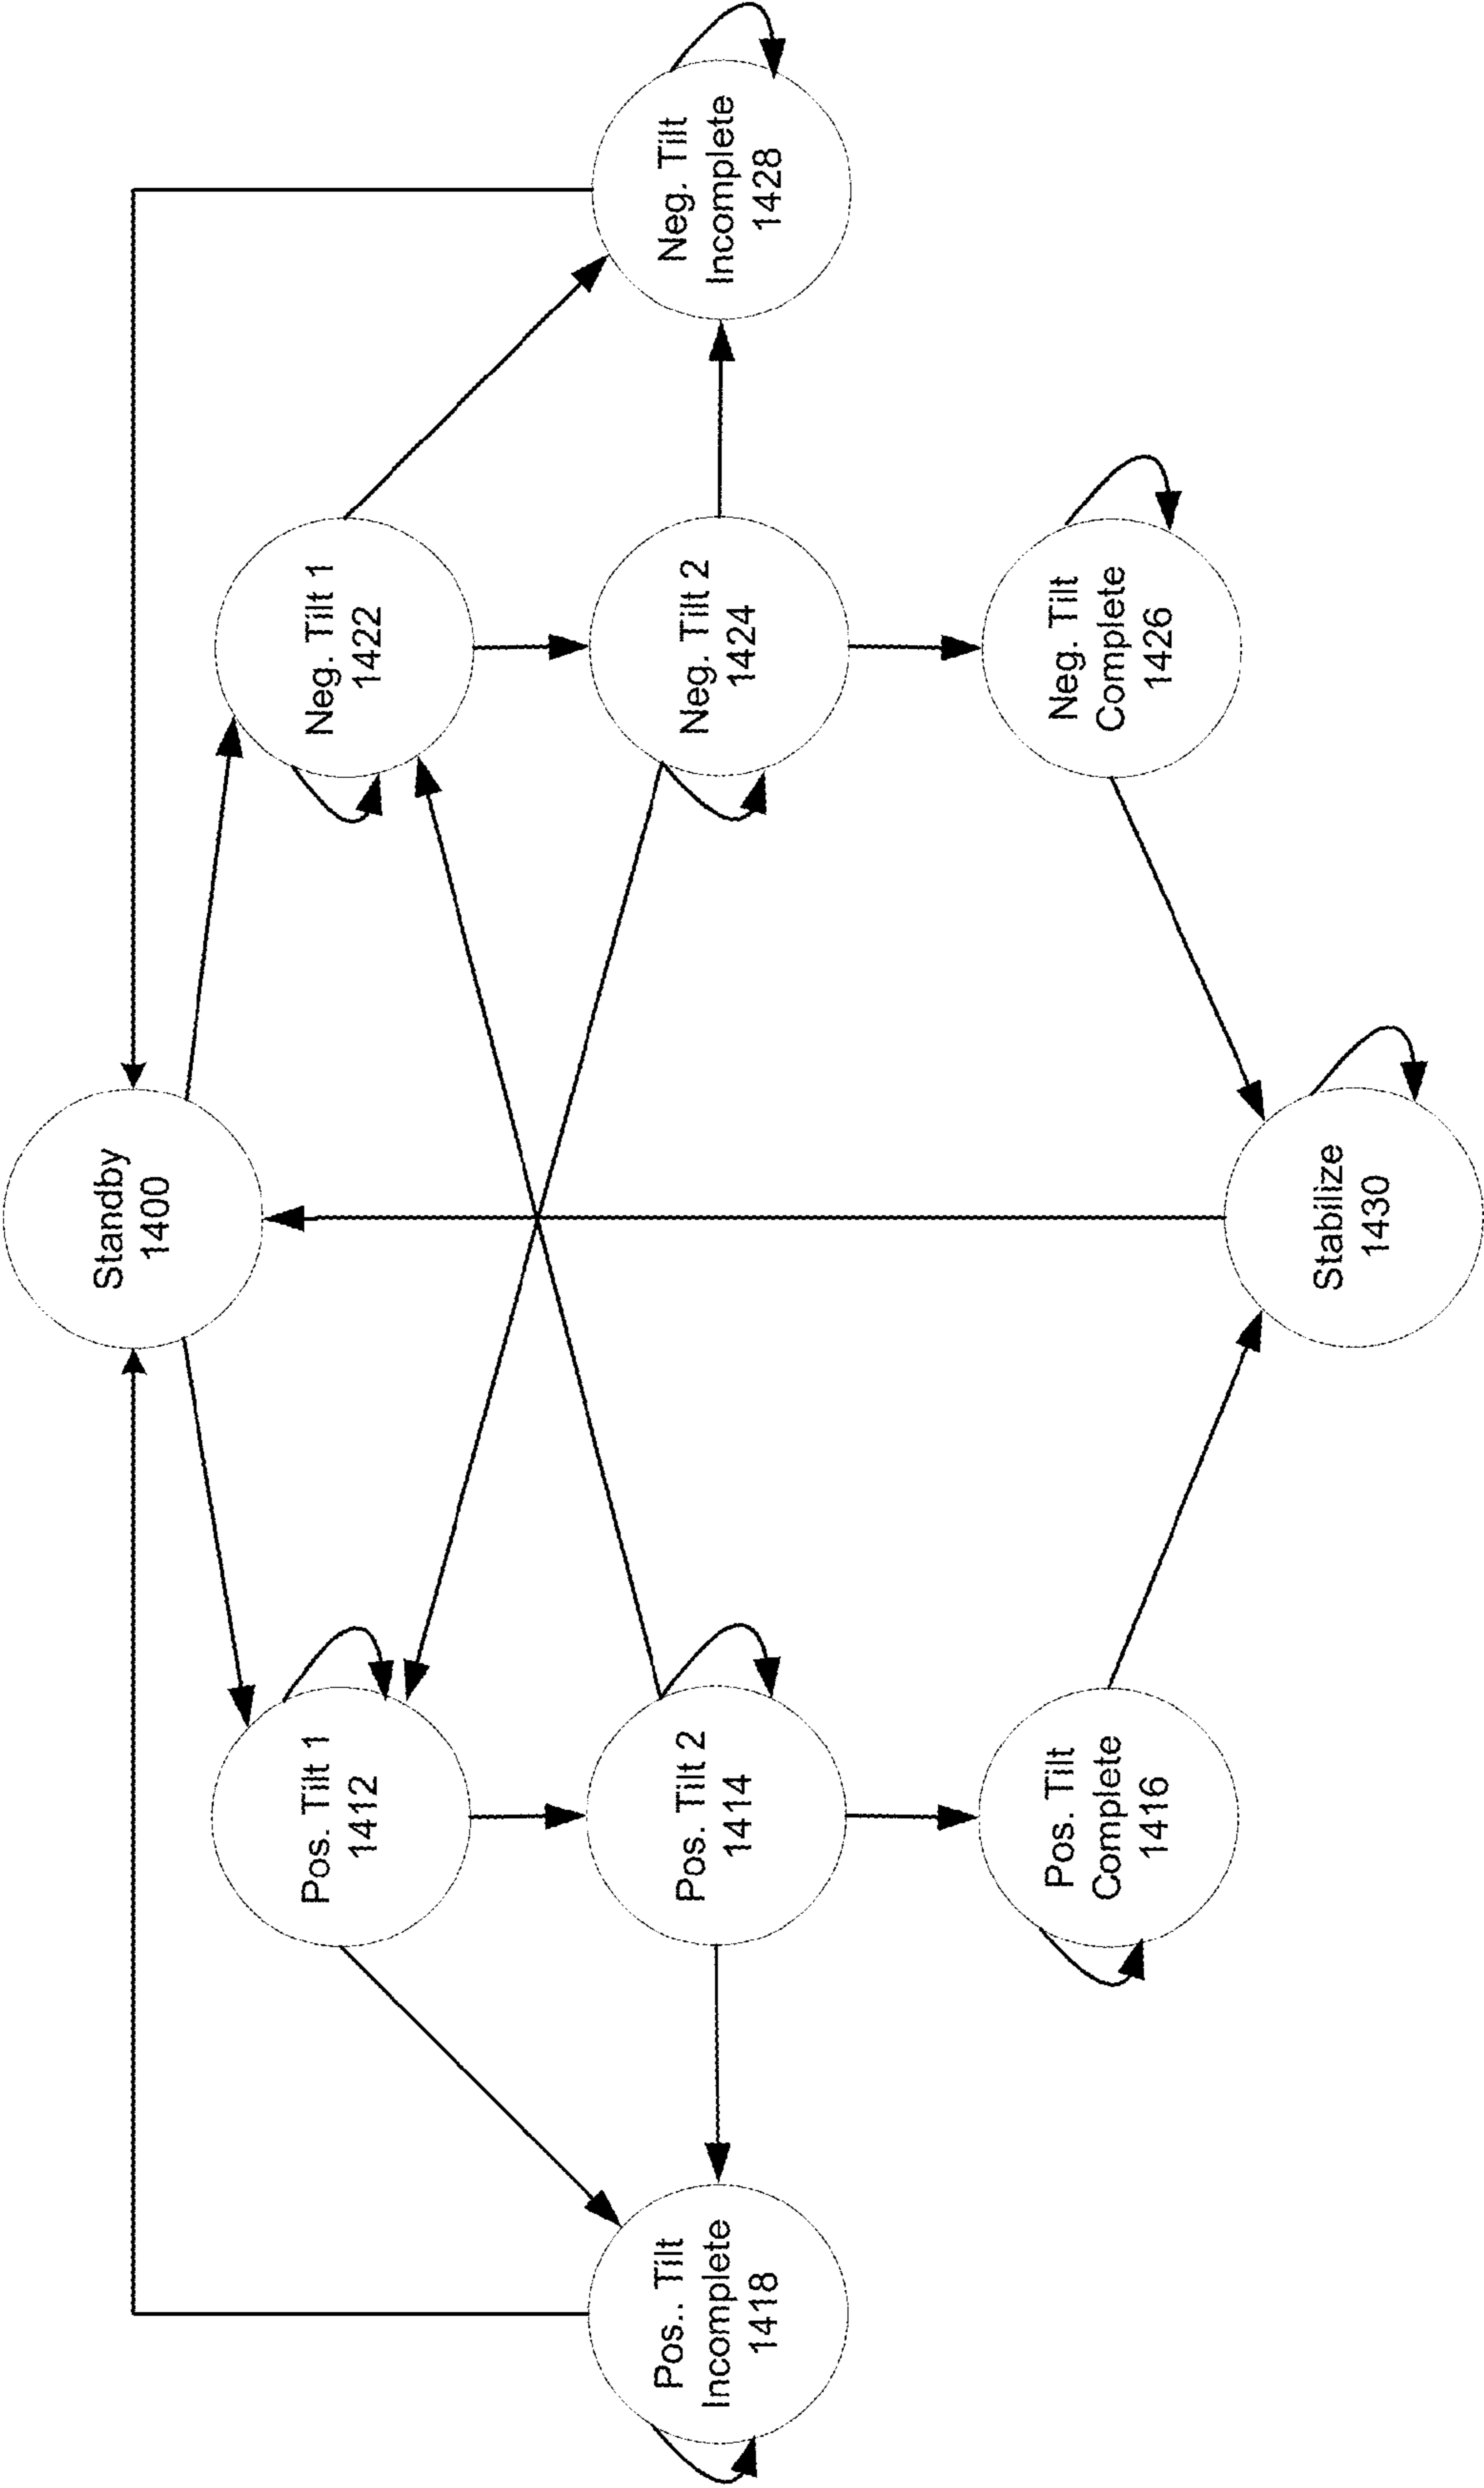 Standby
1400
Pos. Tilt 1
1412
Neg. Tilt 1
1422
Pos.. Tilt
Incomplete
1418
Pos. Tilt 2
1414
Neg. Tilt 2
1424
Neg. Tilt
Incomplete
1428
Pos. Tilt
Complete
1416
Neg. Tilt
Complete
1426
Stabilize
1430